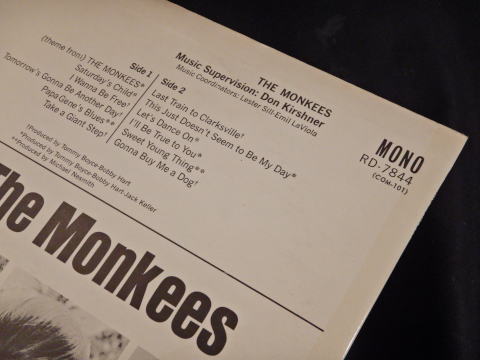 THE MONKEES
Music Supervision: Don Kirshner
Music Coordinators: Lester Sill-Emil LaViola
Side 1
(theme from) THE MONKEES*
Saturday's Child*
I Wanna Be Free†
Tomorrow's Gonna Be Another Day†
Papa Gene's Blues**
Take a Giant Step†
Side 2
Last Train to Clarksville†
This Just Doesn't Seem to be My Day*
Let's Dance On*
I'll Be True to You*
Sweet Young Thing**
Gonna Buy Me a Dog†
*Produced by Tommy Boyce-Bobby Hart-Jack Keller
†Produced by Tommy Boyce-Bobby Hart
**Produced by Michael Nesmith
MONO
RD-7844
(COM-101)
The Monkees